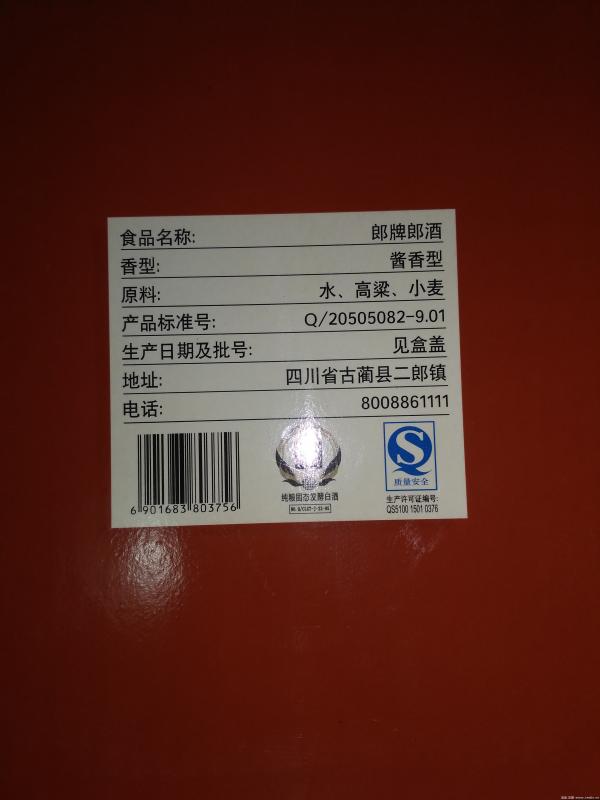 食品名称: 郎牌郎酒
香型: 酱香型
原料: 水、高粱、小麦
产品标准号: Q/20505082-9.01
生产日期及批号: 见盒盖
地址: 四川省古蔺县二郎镇
电话: 8008861111
6 901683 803756
纯粮固态发酵白酒
S
质量安全
生产许可证编号:
QS5100 1501 0376